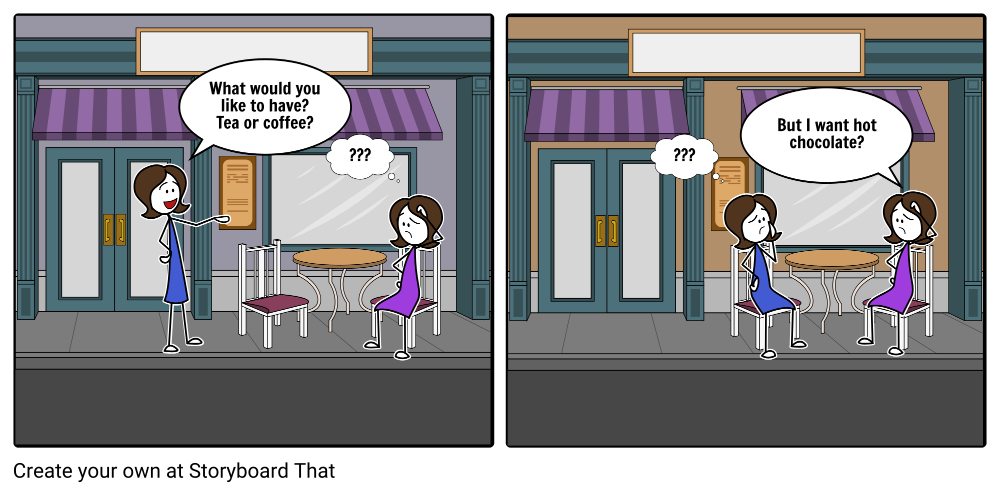 What would you
like to have?
Tea or coffee?
???
???
But I want hot
chocolate?
Create your own at Storyboard That